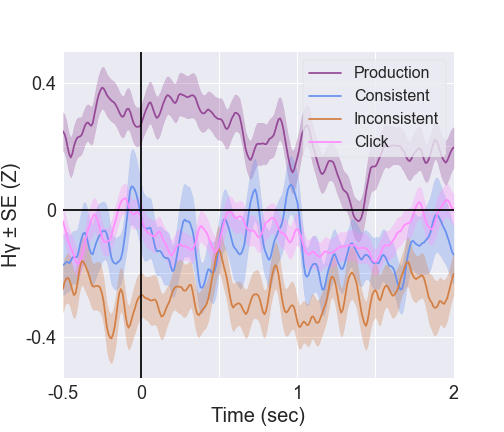 Production
Consistent
Inconsistent
Click
0.4
0
-0.4
Hγ ± SE (Z)
-0.5 0 1 2
Time (sec)